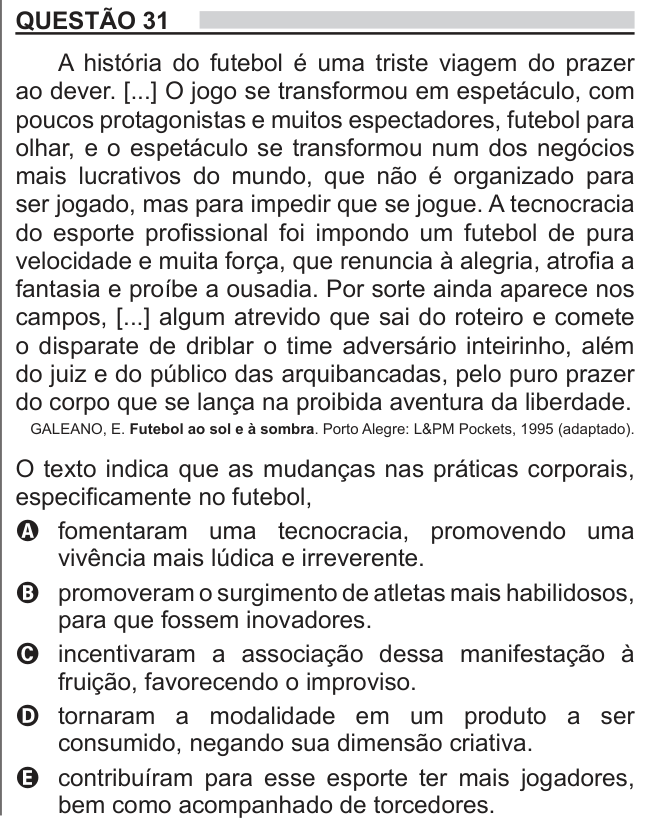 QUESTÃO 31
A história do futebol é uma triste viagem do prazer
ao dever. [...] O jogo se transformou em espetáculo, com
poucos protagonistas e muitos espectadores, futebol para
olhar, e o espetáculo se transformou num dos negócios
mais lucrativos do mundo, que não é organizado para
ser jogado, mas para impedir que se jogue. A tecnocracia
do esporte profissional foi impondo um futebol de pura
velocidade e muita força, que renuncia à alegria, atrofia a
fantasia e proíbe a ousadia. Por sorte ainda aparece nos
campos, [...] algum atrevido que sai do roteiro e comete
o disparate de driblar o time adversário inteirinho, além
do juiz e do público das arquibancadas, pelo puro prazer
do corpo que se lança na proibida aventura da liberdade.
GALEANO, E. Futebol ao sol e à sombra. Porto Alegre: L&PM Pockets, 1995 (adaptado).
O texto indica que as mudanças nas práticas corporais,
especificamente no futebol,
A fomentaram uma tecnocracia, promovendo uma
vivência mais lúdica e irreverente.
B promoveram o surgimento de atletas mais habilidosos,
para que fossem inovadores.
C incentivaram a associação dessa manifestação à
fruição, favorecendo o improviso.
D tornaram a modalidade em um produto a ser
consumido, negando sua dimensão criativa.
E contribuíram para esse esporte ter mais jogadores,
bem como acompanhado de torcedores.